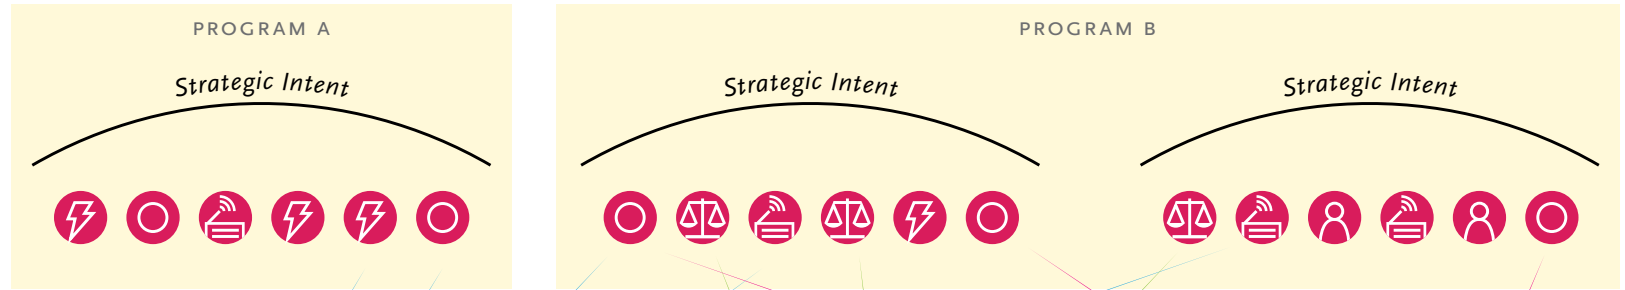 PROGRAM A
Strategic Intent
PROGRAM B
Strategic Intent
Strategic Intent